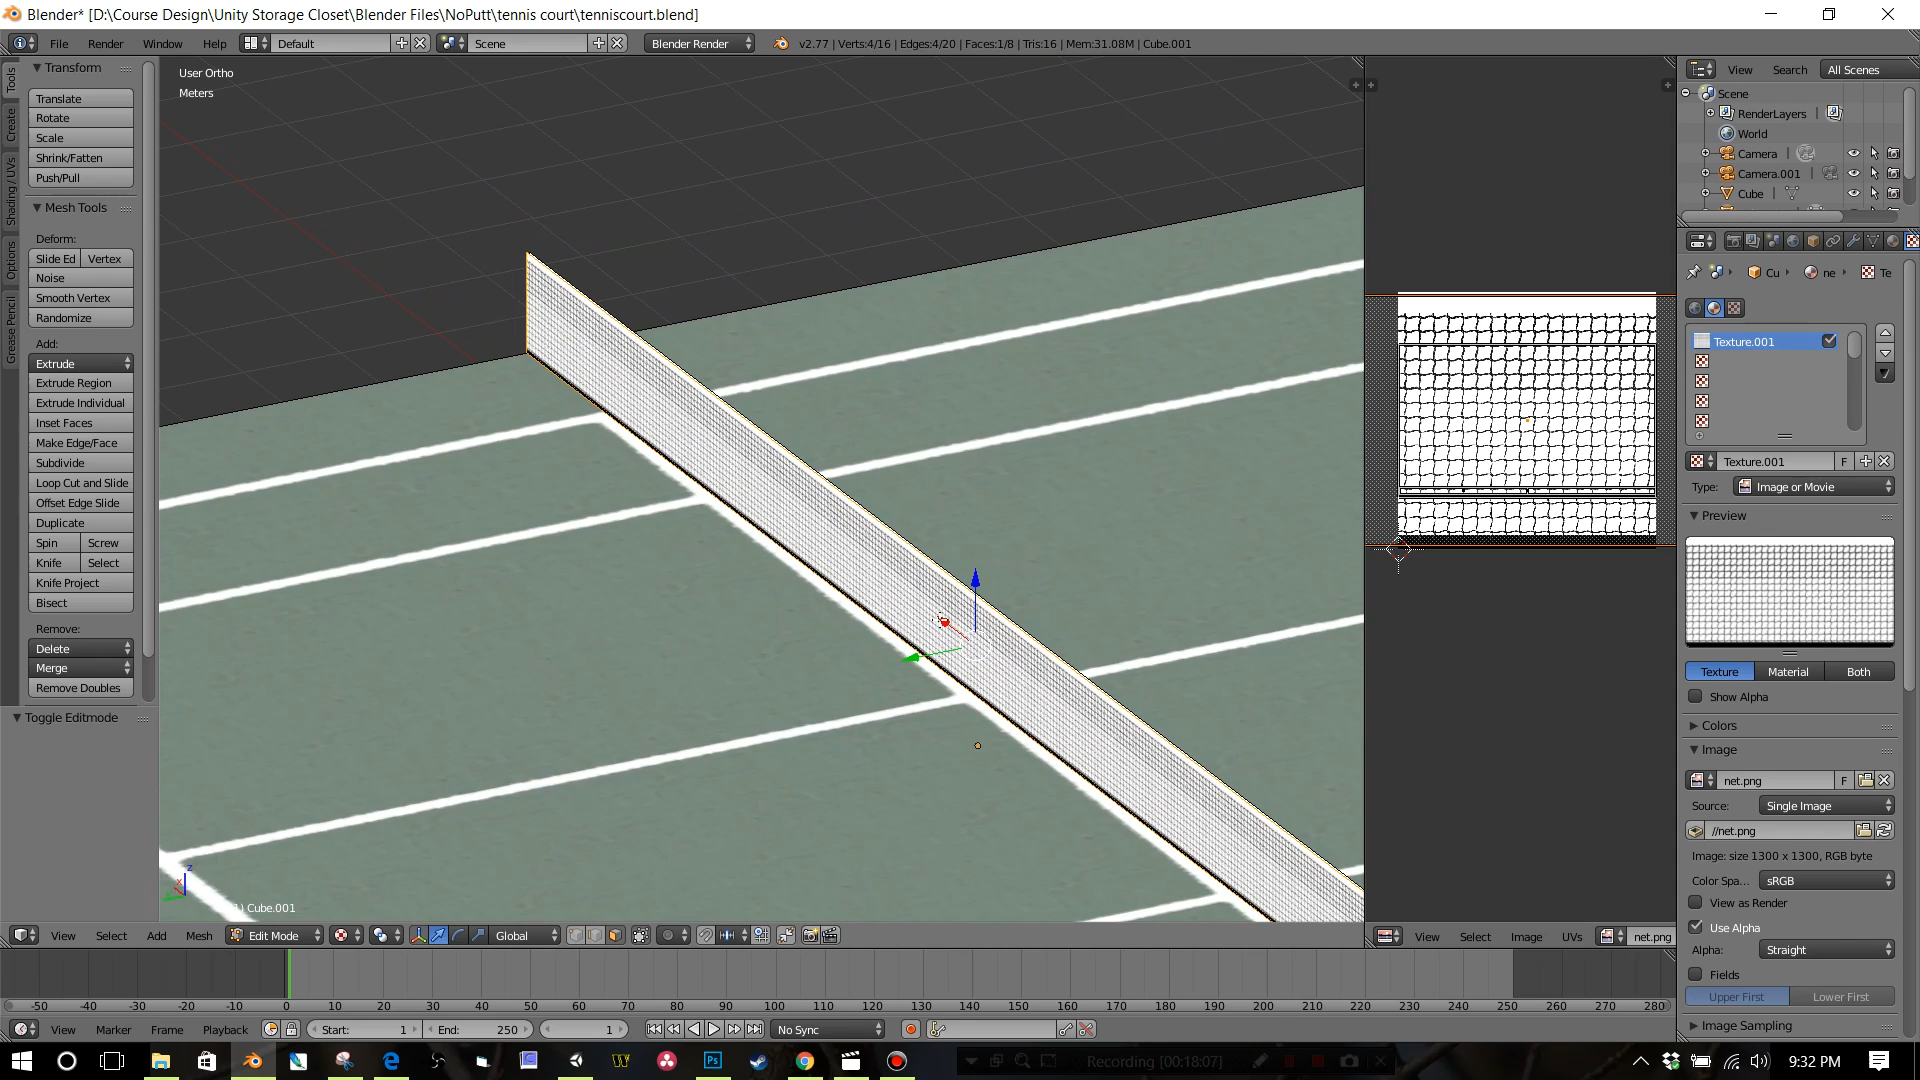 Blender* [D:\Course Design\Unity Storage Closet\Blender Files\NoPutt\tennis court\tenniscourt.blend]
File Render Window Help Default Scene Blender Render v2.77 | Verts:4/16 | Edges:4/20 | Faces:1/8 | Tris:16 | Mem:31.08M | Cube.001
Tools
Create
Shading / UVs
Options
Grease Pencil
Transform
Translate
Rotate
Scale
Shrink/Fatten
Push/Pull
Mesh Tools
Deform:
Slide Ed Vertex
Noise
Smooth Vertex
Randomize
Add:
Extrude
Extrude Region
Extrude Individual
Inset Faces
Make Edge/Face
Subdivide
Loop Cut and Slide
Offset Edge Slide
Duplicate
Spin Screw
Knife Select
Knife Project
Bisect
Remove:
Delete
Merge
Remove Doubles
Toggle Editmode
User Ortho
Meters
) Cube.001
View Select Add Mesh Edit Mode Global
View Select Image UVs net.png
View Search All Scenes
Scene
RenderLayers
World
Camera
Camera.001
Cube
Cu ne Te
Texture.001
Texture.001 F
Type: Image or Movie
Preview
Texture Material Both
Show Alpha
Colors
Image
net.png F
Source: Single Image
//net.png
Image: size 1300 x 1300, RGB byte
Color Spa... sRGB
View as Render
Use Alpha
Alpha: Straight
Fields
Upper First Lower First
Image Sampling
-50 -40 -30 -20 -10 0 10 20 30 40 50 60 70 80 90 100 110 120 130 140 150 160 170 180 190 200 210 220 230 240 250 260 270 280
View Marker Frame Playback Start: 1 End: 250 1 No Sync
Recording [00:18:07]
9:32 PM